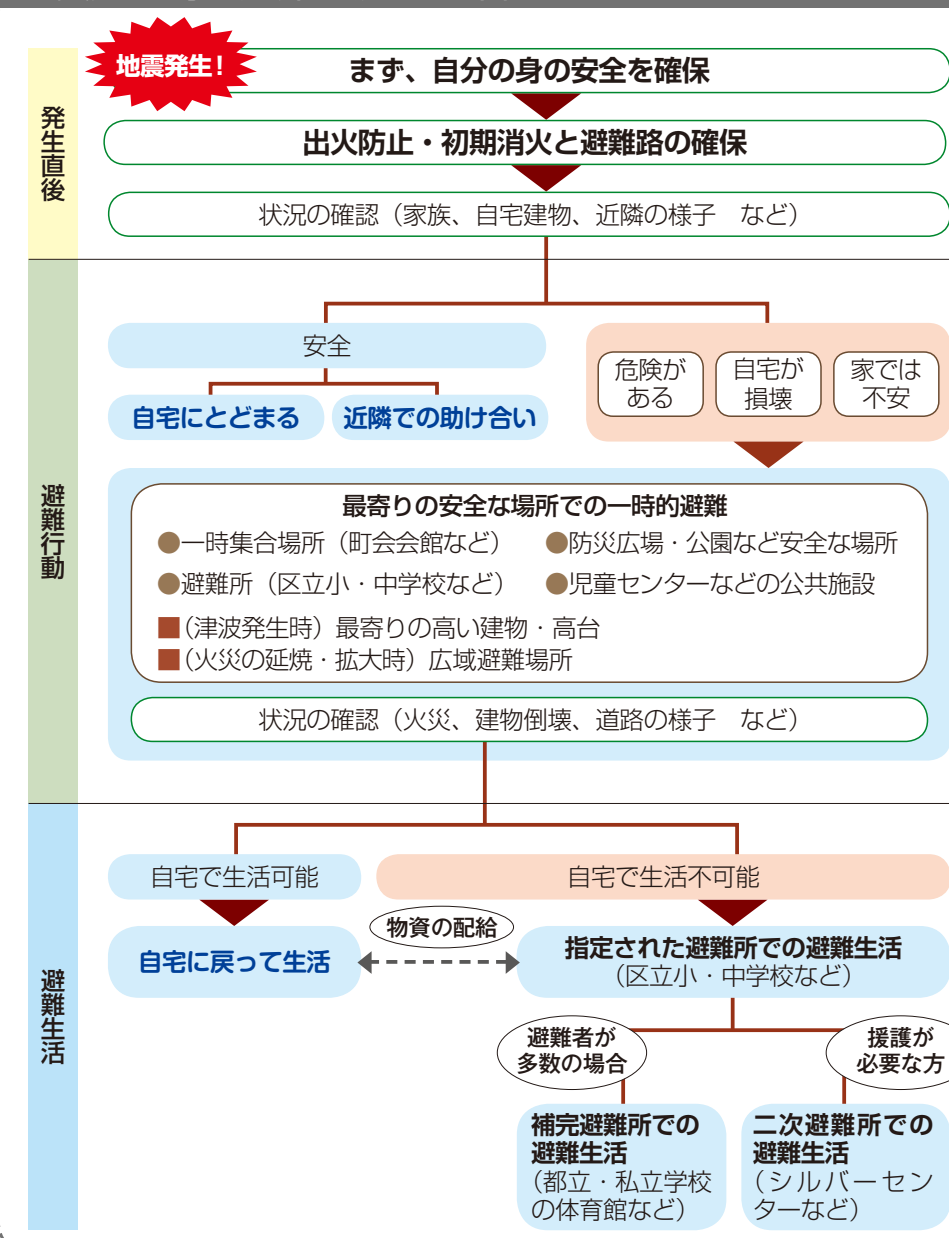 発生直後
地震発生！
まず、自分の身の安全を確保
出火防止・初期消火と避難路の確保
状況の確認（家族、自宅建物、近隣の様子　など）
避難行動
安全
自宅にとどまる
近隣での助け合い
危険が
ある
自宅が
損壊
家では
不安
最寄りの安全な場所での一時的避難
●一時集合場所（町会会館など）
●防災広場・公園など安全な場所
●避難所（区立小・中学校など）
●児童センターなどの公共施設
■（津波発生時）最寄りの高い建物・高台
■（火災の延焼・拡大時）広域避難場所
状況の確認（火災、建物倒壊、道路の様子　など）
避難生活
自宅で生活可能
自宅で生活不可能
自宅に戻って生活
物資の配給
指定された避難所での避難生活
（区立小・中学校など）
避難者が
多数の場合
援護が
必要な方
補完避難所での
避難生活
（都立・私立学校
の体育館など）
二次避難所での
避難生活
（シルバーセン
ターなど）